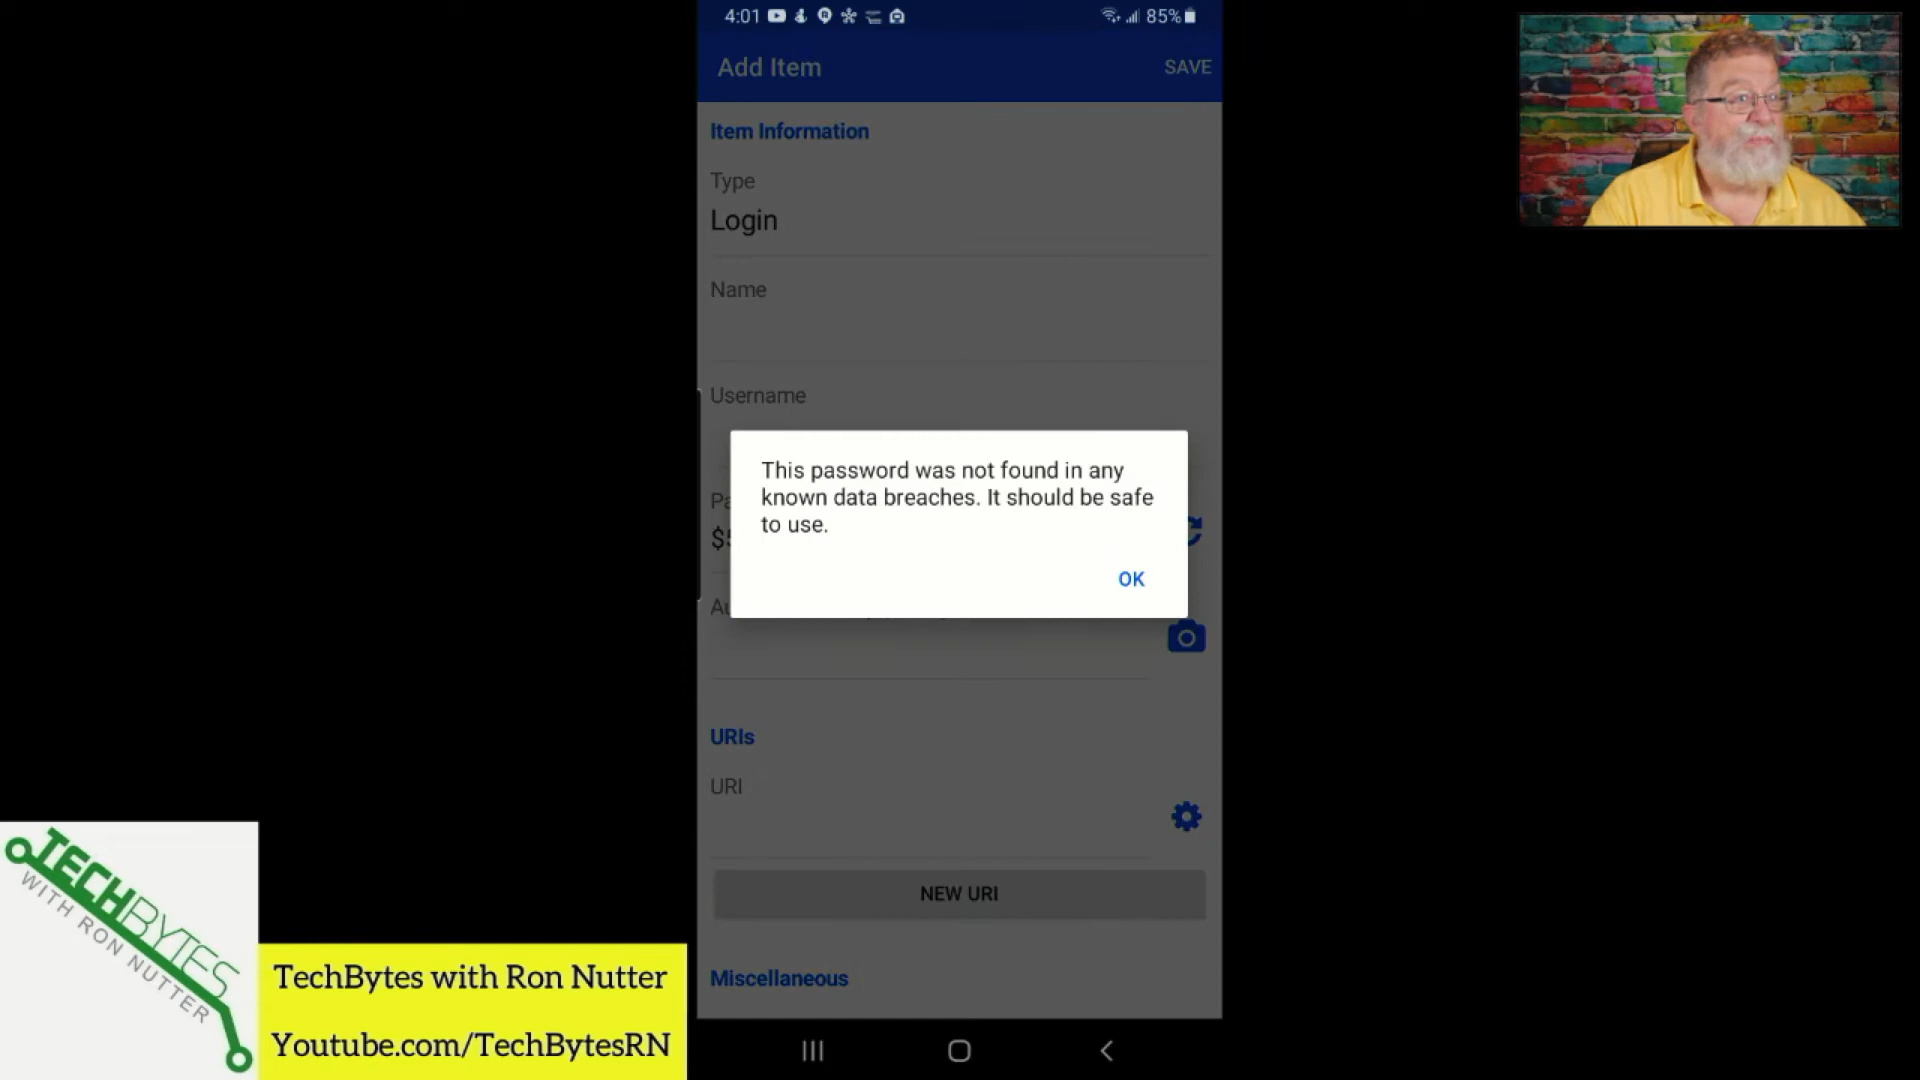 4:01
85%
Add Item
SAVE
Item Information
Type
Login
Name
Username
This password was not found in any
known data breaches. It should be safe
to use.
OK
URIs
URI
NEW URI
Miscellaneous
TECHBYTES
WITH RON NUTTER
TechBytes with Ron Nutter
Youtube.com/TechBytesRN